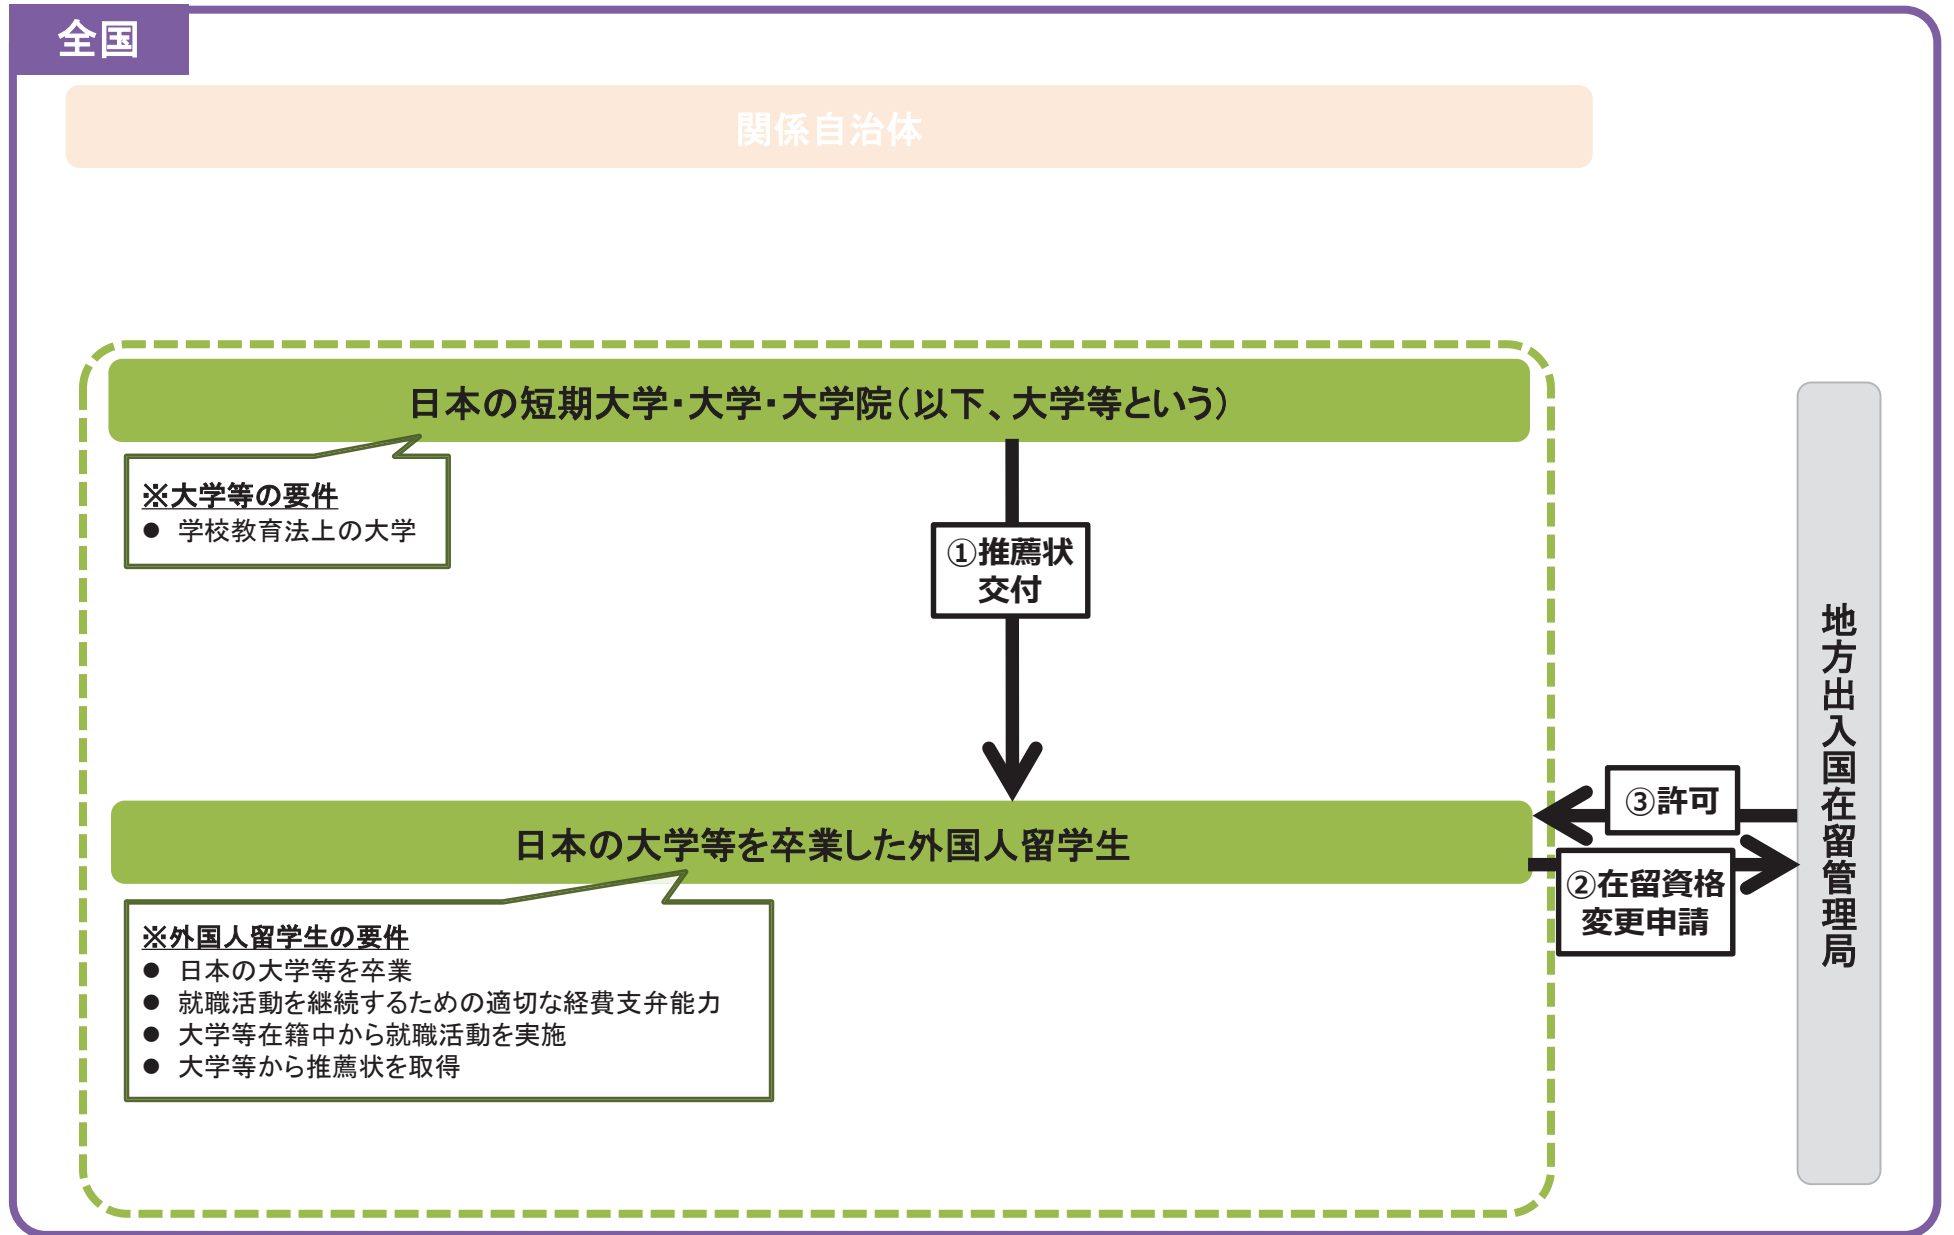 全国
関係自治体
日本の短期大学・大学・大学院（以下、大学等という）
※大学等の要件
● 学校教育法上の大学
①推薦状
交付
日本の大学等を卒業した外国人留学生
※外国人留学生の要件
● 日本の大学等を卒業
● 就職活動を継続するための適切な経費支弁能力
● 大学等在籍中から就職活動を実施
● 大学等から推薦状を取得
③許可
②在留資格
変更申請
地方出入国在留管理局